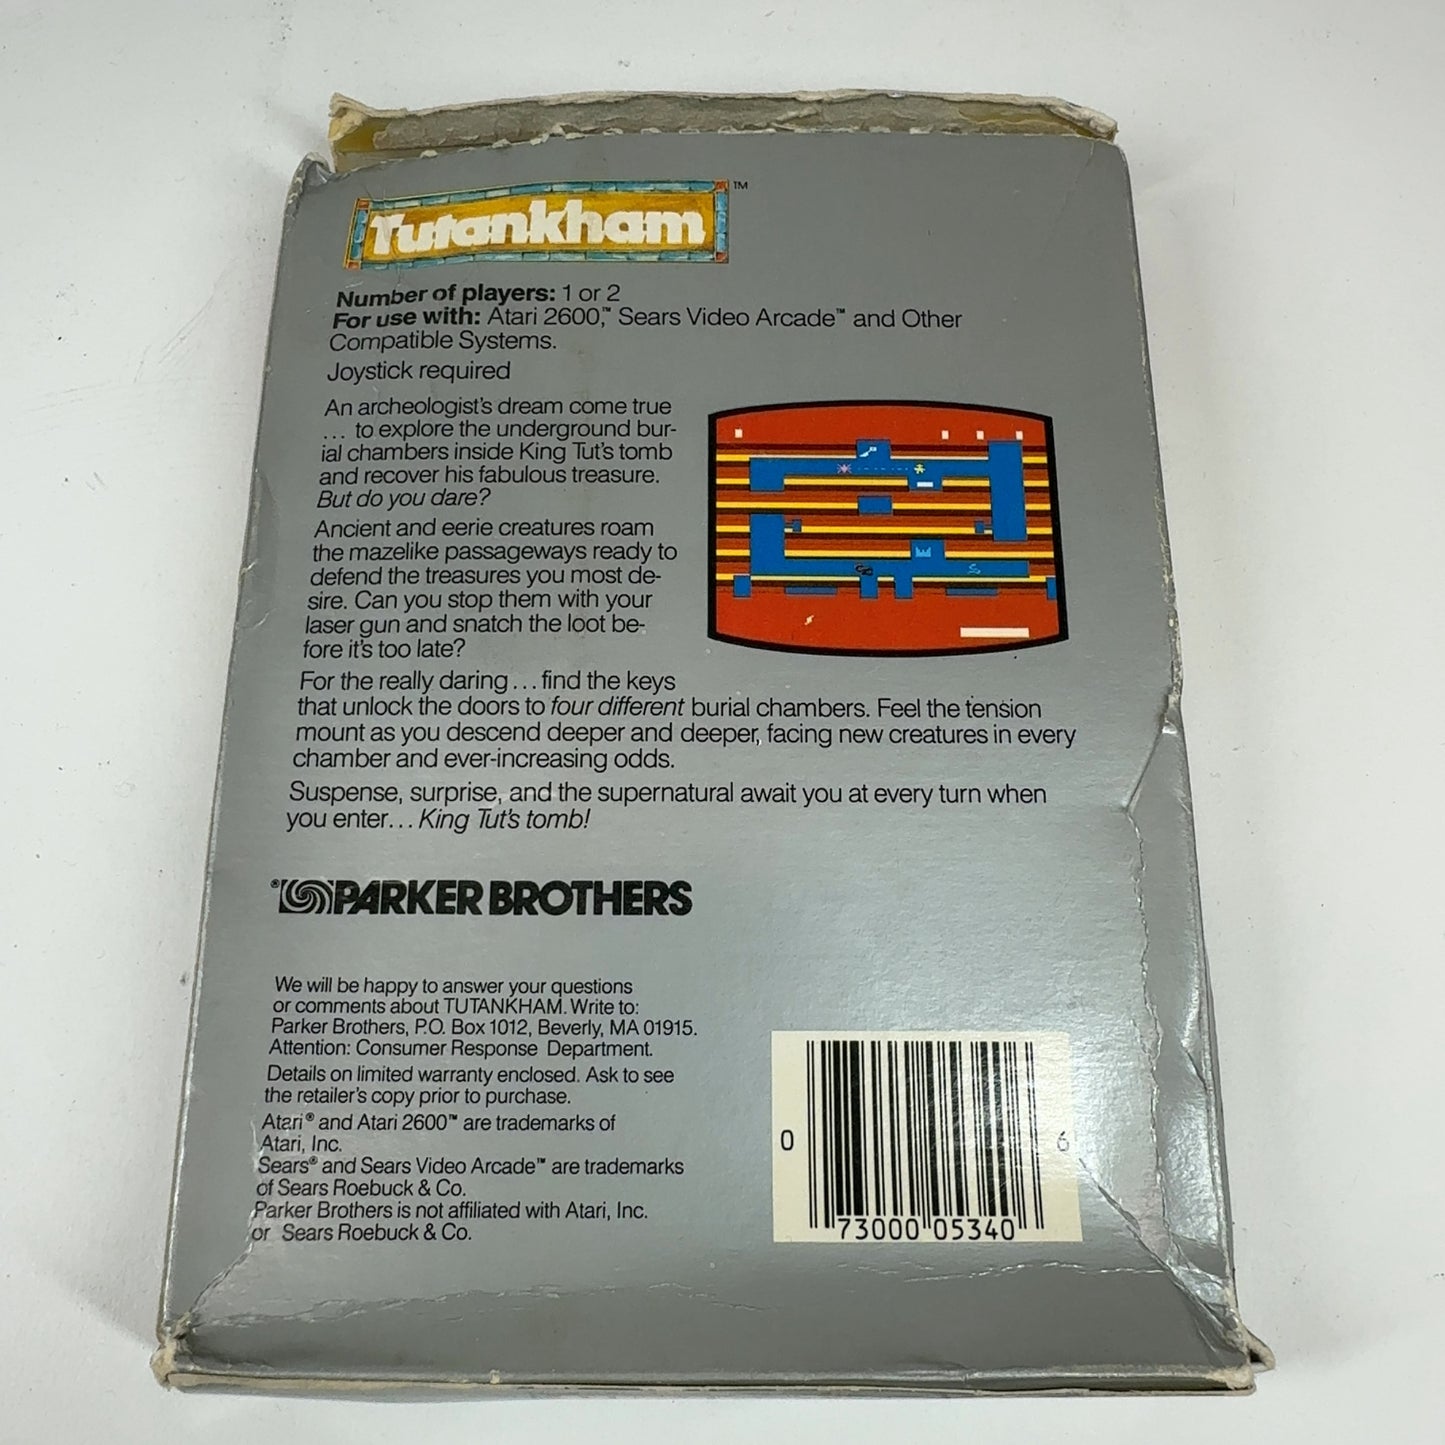 Tutankham™
Number of players: 1 or 2
For use with: Atari 2600,™ Sears Video Arcade™ and Other
Compatible Systems.
Joystick required
An archeologist's dream come true
... to explore the underground bur-
ial chambers inside King Tut's tomb
and recover his fabulous treasure.
But do you dare?
Ancient and eerie creatures roam
the mazelike passageways ready to
defend the treasures you most de-
sire. Can you stop them with your
laser gun and snatch the loot be-
fore it's too late?
For the really daring... find the keys
that unlock the doors to four different burial chambers. Feel the tension
mount as you descend deeper and deeper, facing new creatures in every
chamber and ever-increasing odds.
Suspense, surprise, and the supernatural await you at every turn when
you enter... King Tut's tomb!
® PARKER BROTHERS
We will be happy to answer your questions
or comments about TUTANKHAM. Write to:
Parker Brothers, P.O. Box 1012, Beverly, MA 01915.
Attention: Consumer Response Department.
Details on limited warranty enclosed. Ask to see
the retailer's copy prior to purchase.
Atari® and Atari 2600™ are trademarks of
Atari, Inc.
Sears® and Sears Video Arcade™ are trademarks
of Sears Roebuck & Co.
Parker Brothers is not affiliated with Atari, Inc.
or Sears Roebuck & Co.
0 73000 05340 6